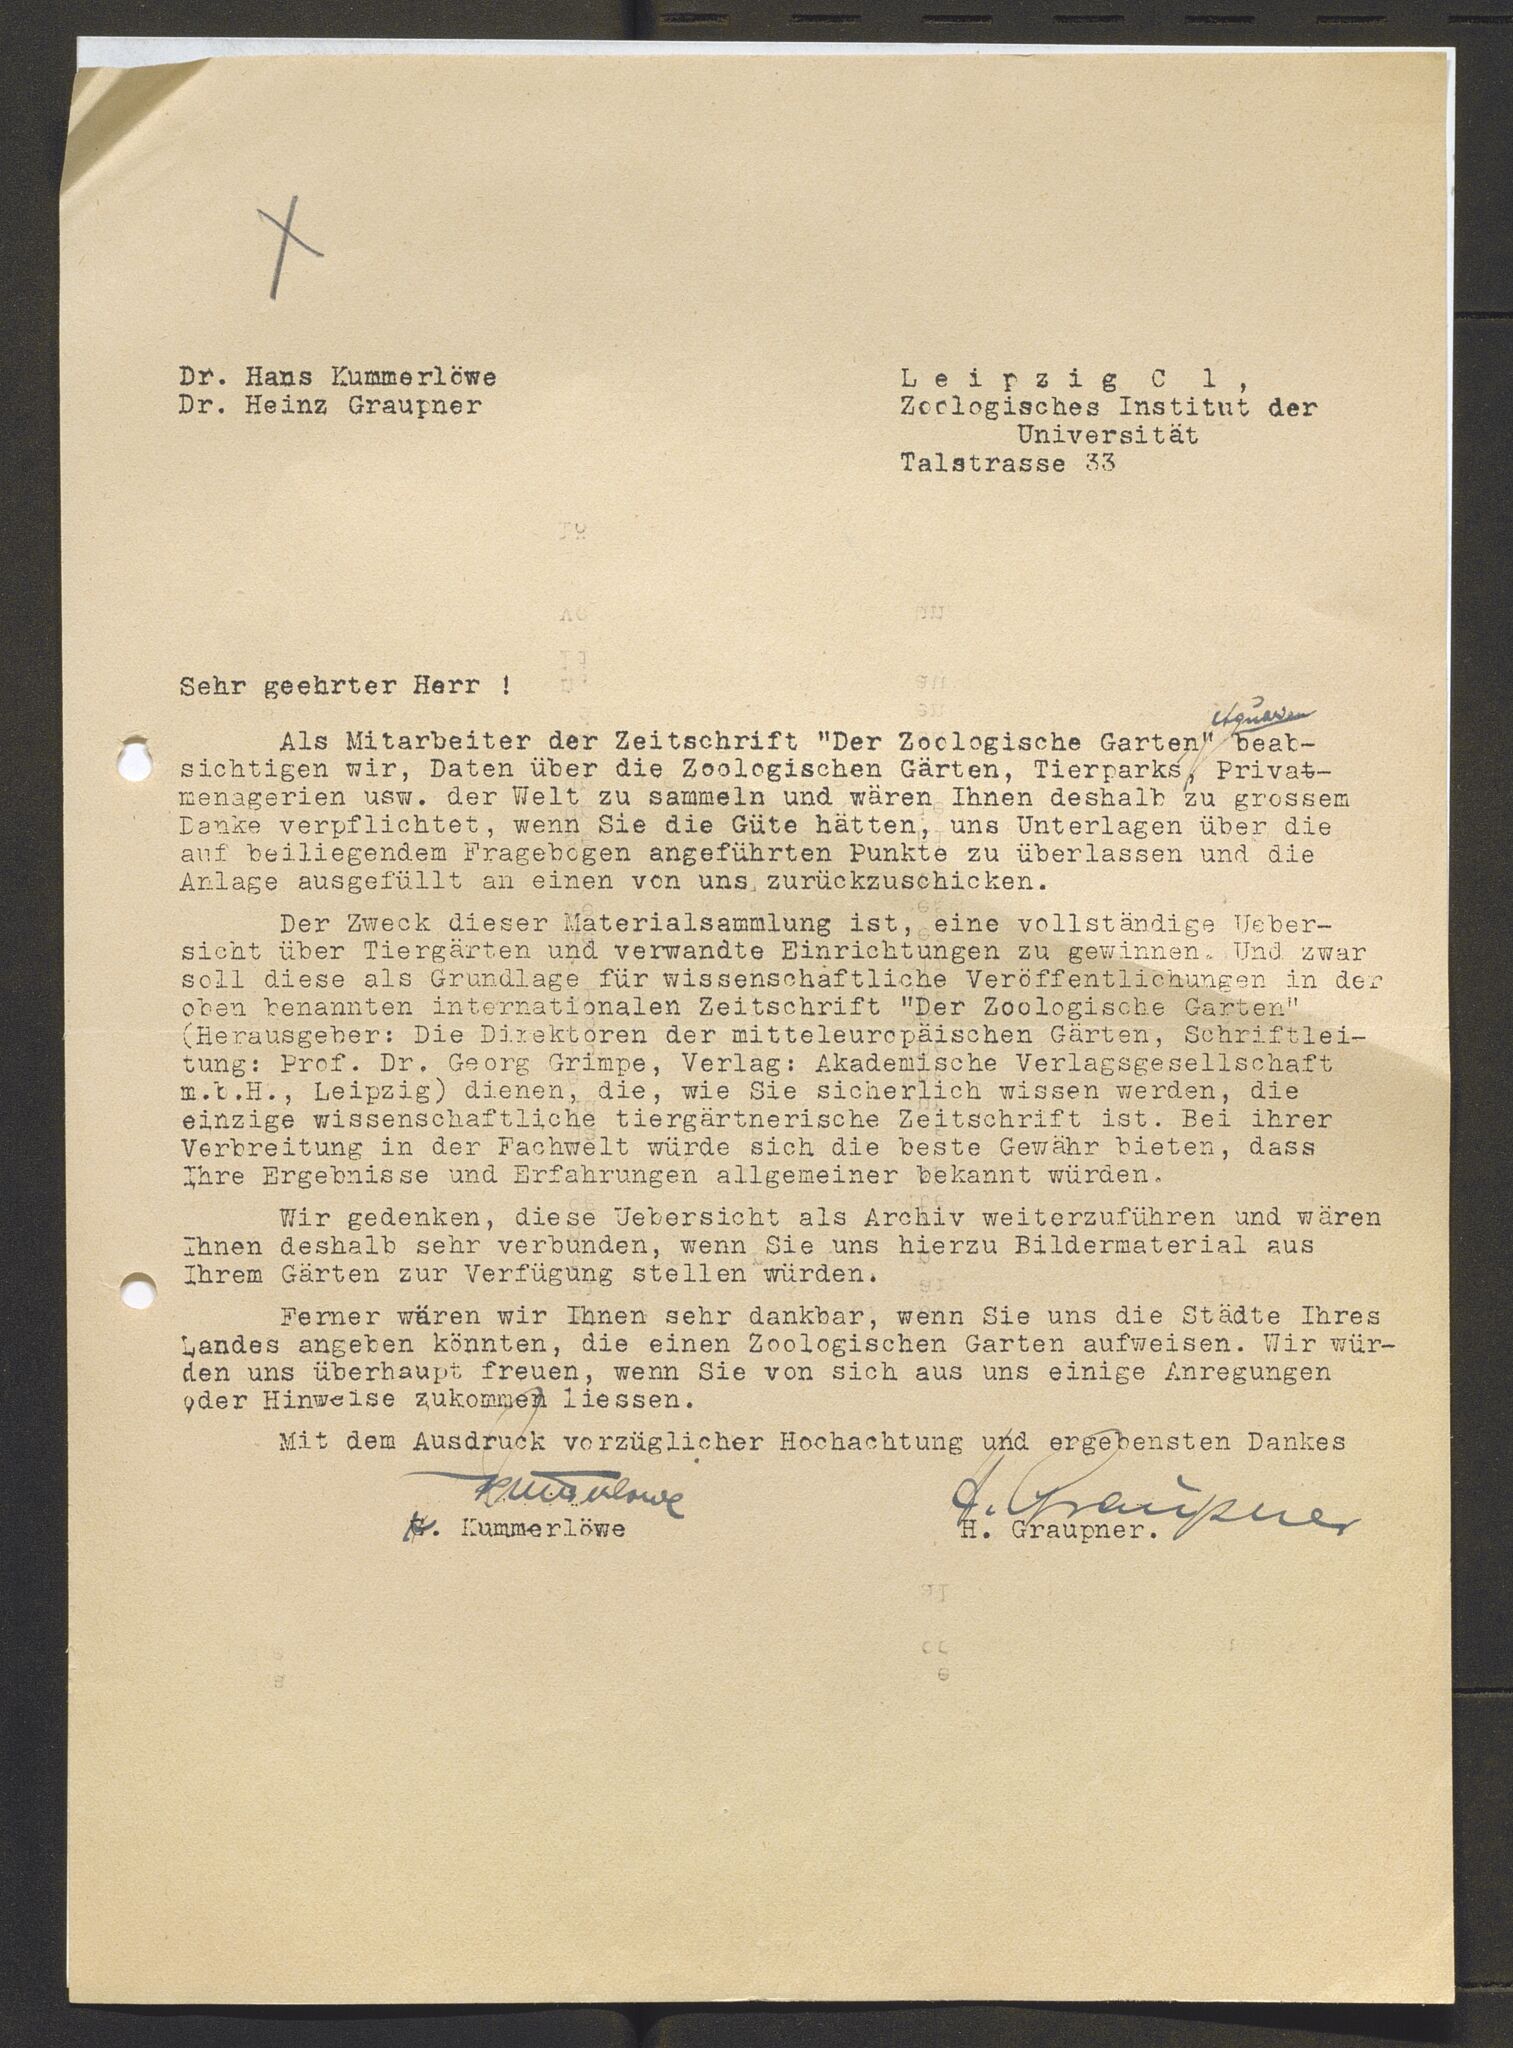 Dr. Hans Kummerlöwe
Dr. Heinz Graupner
L e i p z i g C 1 ,
Zoologisches Institut der
Universität
Talstrasse 33
Sehr geehrter Herr !
Aquarien
Als Mitarbeiter der Zeitschrift "Der Zoologische Garten" beab-
sichtigen wir, Daten über die Zoologischen Gärten, Tierparks, Privat-
menagerien usw. der Welt zu sammeln und wären Ihnen deshalb zu grossem
Danke verpflichtet, wenn Sie die Güte hätten, uns Unterlagen über die
auf beiliegendem Fragebogen angeführten Punkte zu überlassen und die
Anlage ausgefüllt an einen von uns zurückzuschicken.
Der Zweck dieser Materialsammlung ist, eine vollständige Ueber-
sicht über Tiergärten und verwandte Einrichtungen zu gewinnen. Und zwar
soll diese als Grundlage für wissenschaftliche Veröffentlichungen in der
oben benannten internationalen Zeitschrift "Der Zoologische Garten"
(Herausgeber: Die Direktoren der mitteleuropäischen Gärten, Schriftlei-
tung: Prof. Dr. Georg Grimpe, Verlag: Akademische Verlagsgesellschaft
m.b.H., Leipzig) dienen, die, wie Sie sicherlich wissen werden, die
einzige wissenschaftliche tiergärtnerische Zeitschrift ist. Bei ihrer
Verbreitung in der Fachwelt würde sich die beste Gewähr bieten, dass
Ihre Ergebnisse und Erfahrungen allgemeiner bekannt würden.
Wir gedenken, diese Uebersicht als Archiv weiterzuführen und wären
Ihnen deshalb sehr verbunden, wenn Sie uns hierzu Bildermaterial aus
Ihrem Gärten zur Verfügung stellen würden.
Ferner wären wir Ihnen sehr dankbar, wenn Sie uns die Städte Ihres
Landes angeben könnten, die einen Zoologischen Garten aufweisen. Wir wür-
den uns überhaupt freuen, wenn Sie von sich aus uns einige Anregungen
oder Hinweise zukommen liessen.
Mit dem Ausdruck vorzüglicher Hochachtung und ergebensten Dankes
Kummerlöwe H. Graupner
H. Kummerlöwe H. Graupner.